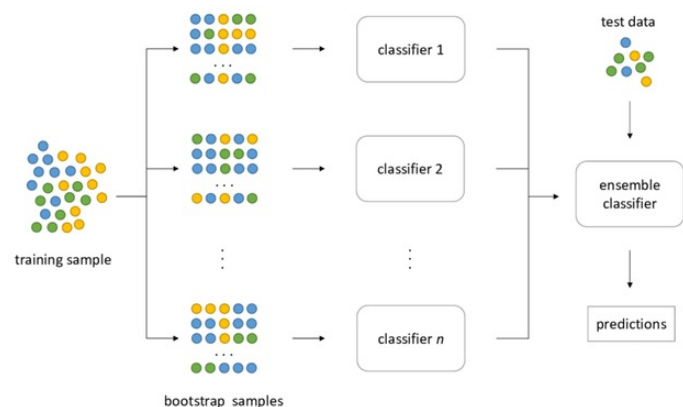 test data
classifier 1
...
classifier 2
...
ensemble
classifier
training sample
classifier n
predictions
...
bootstrap samples